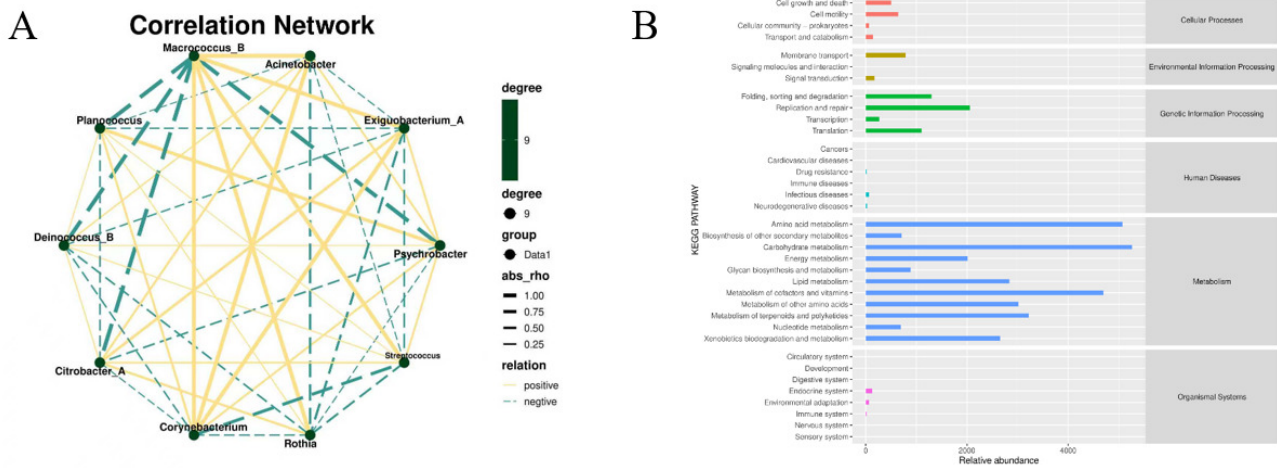 A
Correlation Network
Macrococcus_B
Acinetobacter
Planococcus
Exiguobacterium_A
Deinococcus_B
Psychrobacter
Citrobacter_A
Streptococcus
Corynebacterium
Rothia
degree
9
degree
9
group
Data1
abs_rho
1.00
0.75
0.50
0.25
relation
positive
negtive
B
KEGG PATHWAY
Cell growth and death
Cell motility
Cellular community – prokaryotes
Transport and catabolism
Cellular Processes
Membrane transport
Signaling molecules and interaction
Signal transduction
Environmental Information Processing
Folding, sorting and degradation
Replication and repair
Transcription
Translation
Genetic Information Processing
Cancers
Cardiovascular diseases
Drug resistance
Immune diseases
Infectious diseases
Neurodegenerative diseases
Human Diseases
Amino acid metabolism
Biosynthesis of other secondary metabolites
Carbohydrate metabolism
Energy metabolism
Glycan biosynthesis and metabolism
Lipid metabolism
Metabolism of cofactors and vitamins
Metabolism of other amino acids
Metabolism of terpenoids and polyketides
Nucleotide metabolism
Xenobiotics biodegradation and metabolism
Metabolism
Circulatory system
Development
Digestive system
Endocrine system
Environmental adaptation
Immune system
Nervous system
Sensory system
Organismal Systems
0
2000
4000
Relative abundance